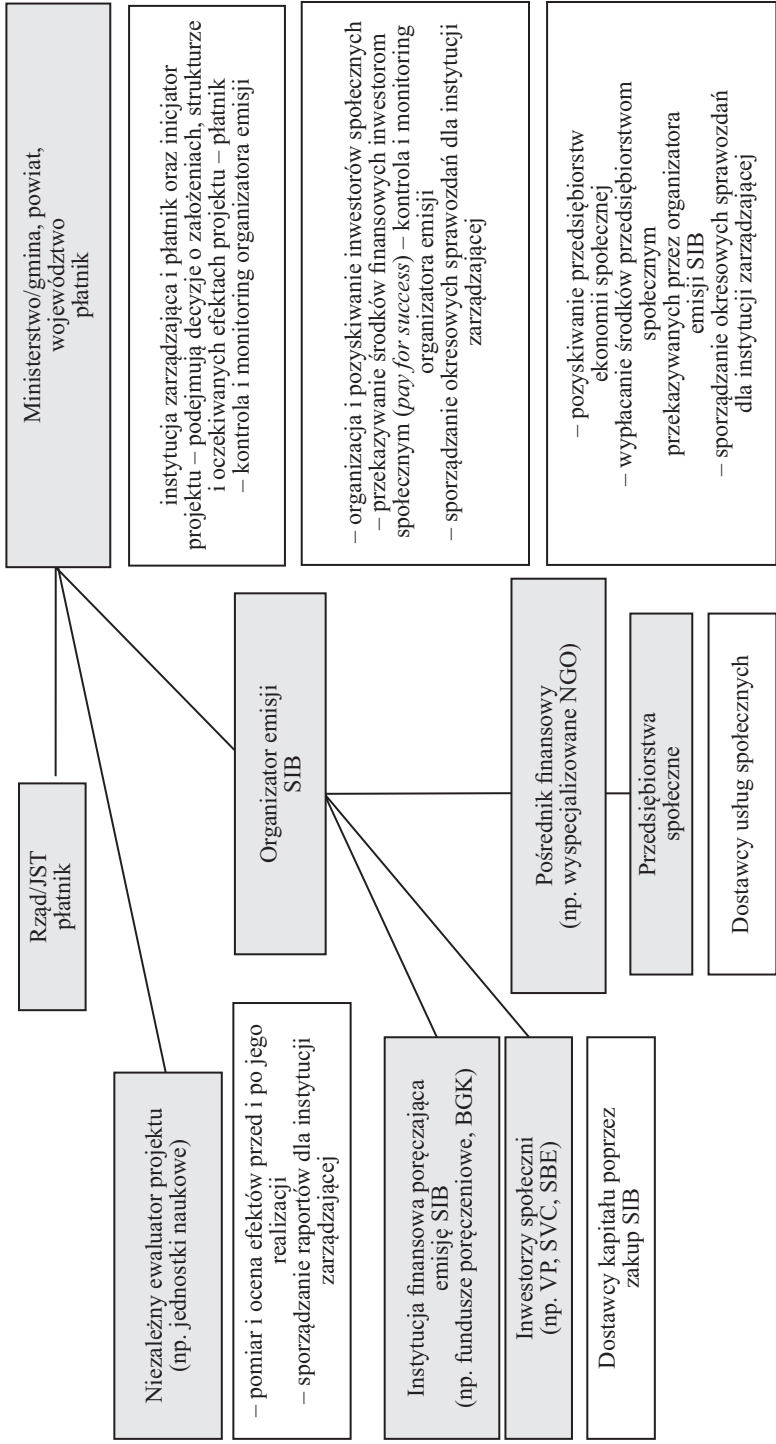 Ministerstwo/gmina, powiat,
województwo
płatnik
instytucja zarządzająca i płatnik oraz inicjator
projektu – podejmują decyzje o założeniach, strukturze
i oczekiwanych efektach projektu – płatnik
– kontrola i monitoring organizatora emisji
– organizacja i pozyskiwanie inwestorów społecznych
– przekazywanie środków finansowych inwestorom
społecznym (pay for success) – kontrola i monitoring
organizatora emisji
– sporządzanie okresowych sprawozdań dla instytucji
zarządzającej
– pozyskiwanie przedsiębiorstw
ekonomii społecznej
– wypłacanie środków przedsiębiorstwom
społecznym
przekazywanych przez organizatora
emisji SIB
– sporządzanie okresowych sprawozdań
dla instytucji zarządzającej
Rząd/JST
płatnik
Organizator emisji
SIB
Pośrednik finansowy
(np. wyspecjalizowane NGO)
Przedsiębiorstwa
społeczne
Dostawcy usług społecznych
Niezależny ewaluator projektu
(np. jednostki naukowe)
– pomiar i ocena efektów przed i po jego
realizacji
– sporządzanie raportów dla instytucji
zarządzającej
Instytucja finansowa poręczająca
emisję SIB
(np. fundusze poręczeniowe, BGK)
Inwestorzy społeczni
(np. VP, SVC, SBE)
Dostawcy kapitału poprzez
zakup SIB